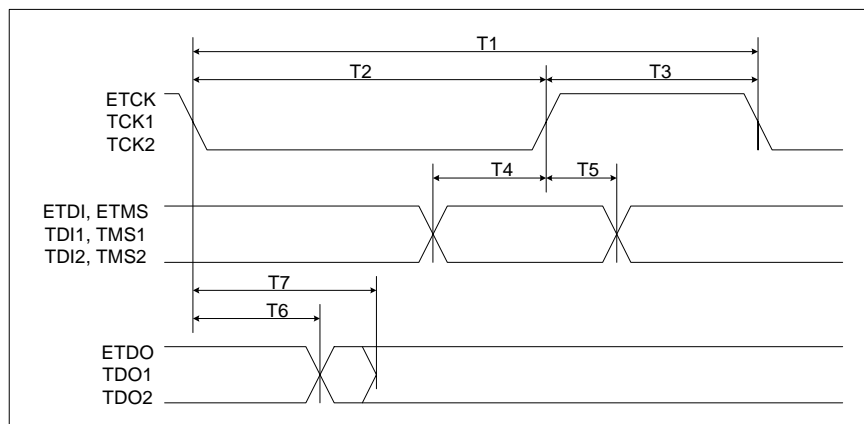 T1
T2 T3
ETCK
TCK1
TCK2
T4 T5
ETDI, ETMS
TDI1, TMS1
TDI2, TMS2
T7
T6
ETDO
TDO1
TDO2